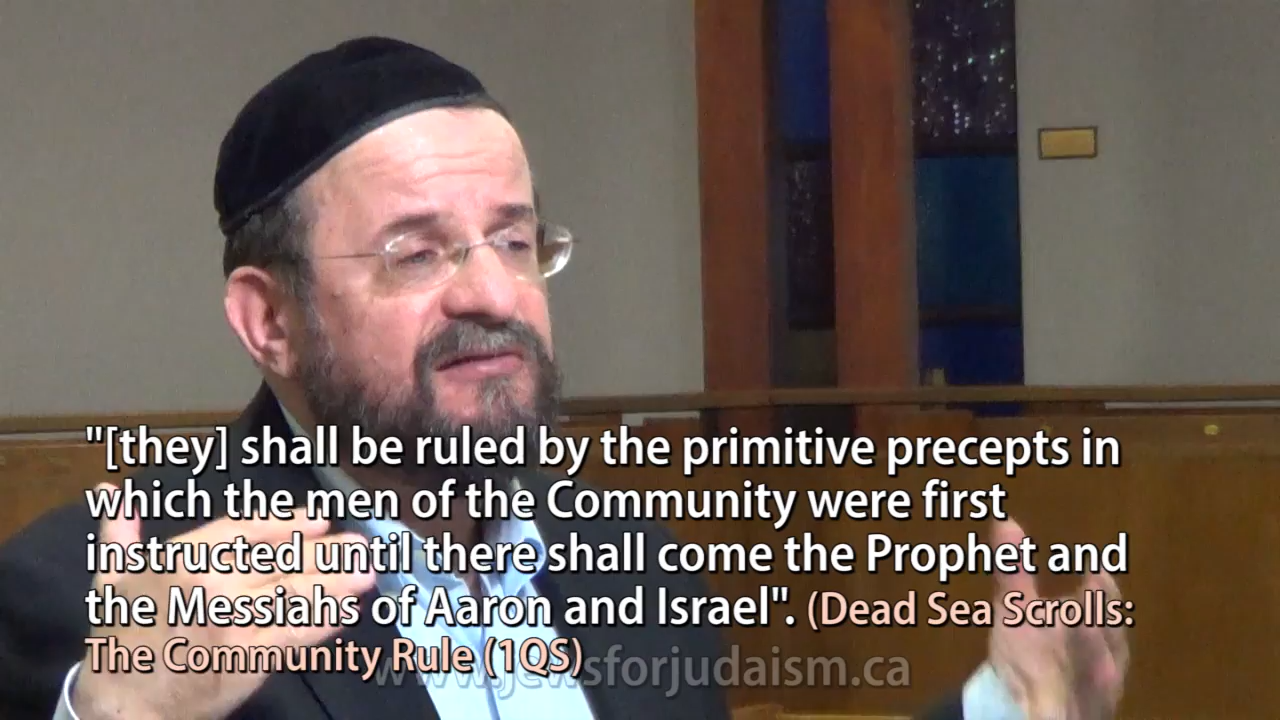 "[they] shall be ruled by the primitive precepts in
which the men of the Community were first
instructed until there shall come the Prophet and
the Messiahs of Aaron and Israel". (Dead Sea Scrolls:
The Community Rule (1QS)
www.jewsforjudaism.ca